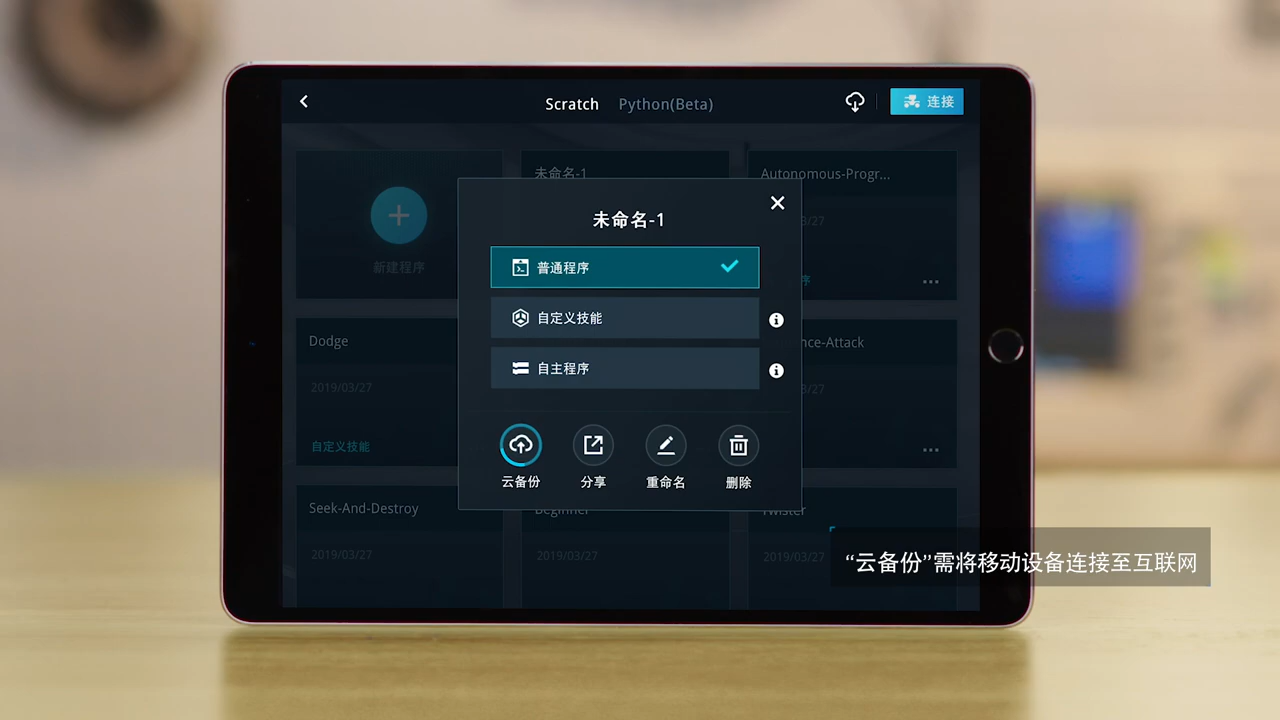 Scratch Python(Beta) 连接
未命名-1
Autonomous-Progr...
新建程序
未命名-1
普通程序
自定义技能
自主程序
云备份 分享 重命名 删除
Dodge
2019/03/27
自定义技能
Seek-And-Destroy
2019/03/27
Beginner
2019/03/27
Twister
2019/03/27
“云备份”需将移动设备连接至互联网